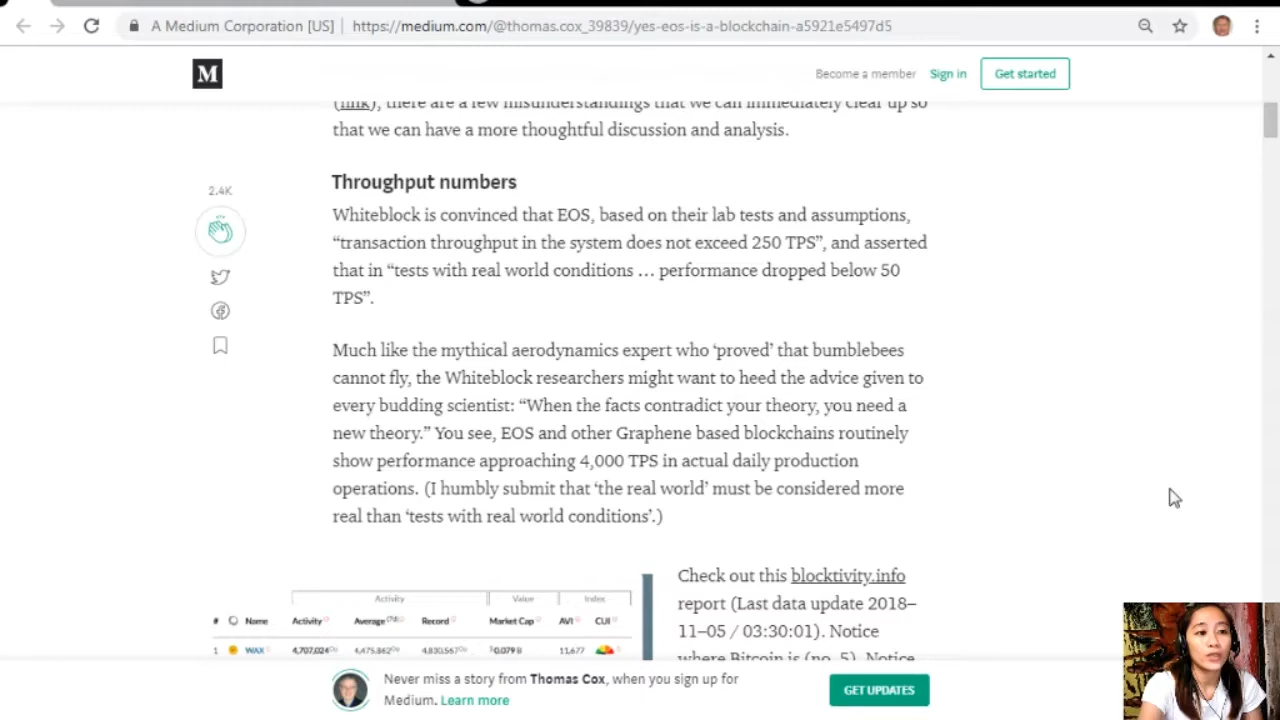 A Medium Corporation [US]
https://medium.com/@thomas.cox_39839/yes-eos-is-a-blockchain-a5921e5497d5
M
Become a member
Sign in
Get started
(link), there are a few misunderstandings that we can immediately clear up so
that we can have a more thoughtful discussion and analysis.
Throughput numbers
2.4K
Whiteblock is convinced that EOS, based on their lab tests and assumptions,
“transaction throughput in the system does not exceed 250 TPS”, and asserted
that in “tests with real world conditions … performance dropped below 50
TPS”.
Much like the mythical aerodynamics expert who ‘proved’ that bumblebees
cannot fly, the Whiteblock researchers might want to heed the advice given to
every budding scientist: “When the facts contradict your theory, you need a
new theory.” You see, EOS and other Graphene based blockchains routinely
show performance approaching 4,000 TPS in actual daily production
operations. (I humbly submit that ‘the real world’ must be considered more
real than ‘tests with real world conditions’.)
Activity Value Index
# Name Activity Average Record Market Cap AVI CUI
1 WAX 4,707,024 4,475,862 4,830,567 $0.079 B 11,677
Check out this blocktivity.info
report (Last data update 2018–
11–05 / 03:30:01). Notice
where Bitcoin is (no. 5). Notice
Never miss a story from Thomas Cox, when you sign up for
Medium. Learn more
GET UPDATES